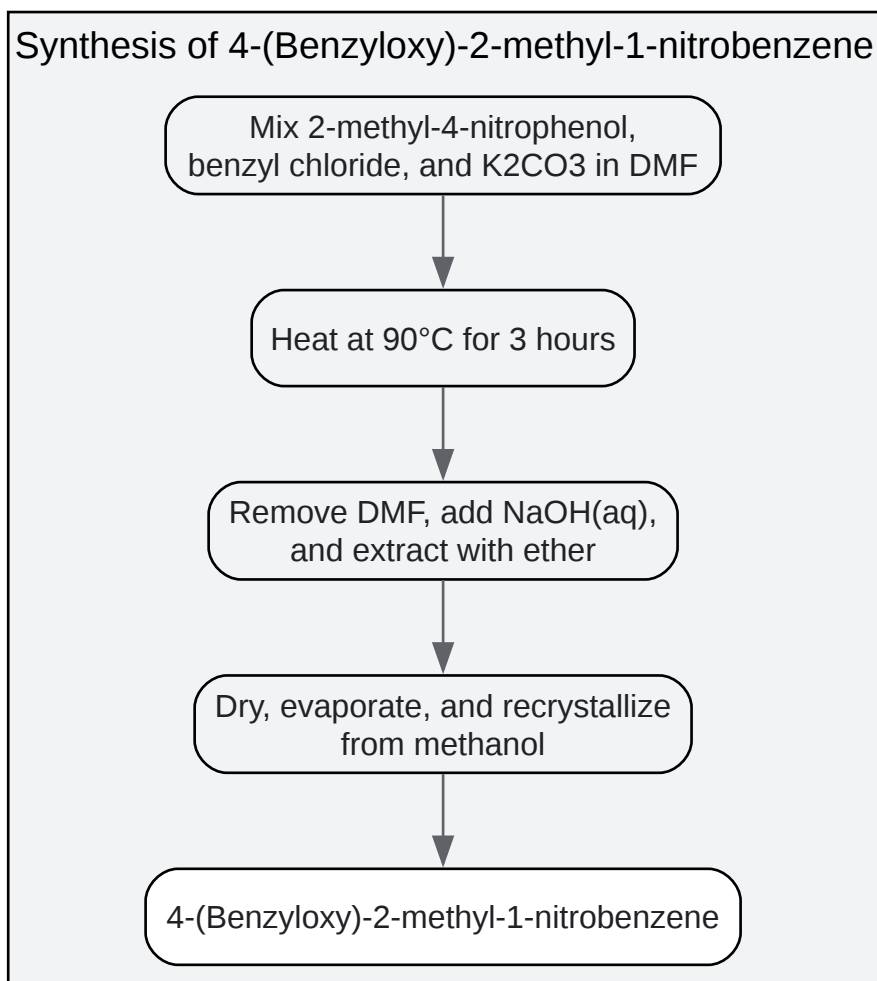 Synthesis of 4-(Benzyloxy)-2-methyl-1-nitrobenzene
Mix 2-methyl-4-nitrophenol,
benzyl chloride, and K2CO3 in DMF
Heat at 90°C for 3 hours
Remove DMF, add NaOH(aq),
and extract with ether
Dry, evaporate, and recrystallize
from methanol
4-(Benzyloxy)-2-methyl-1-nitrobenzene